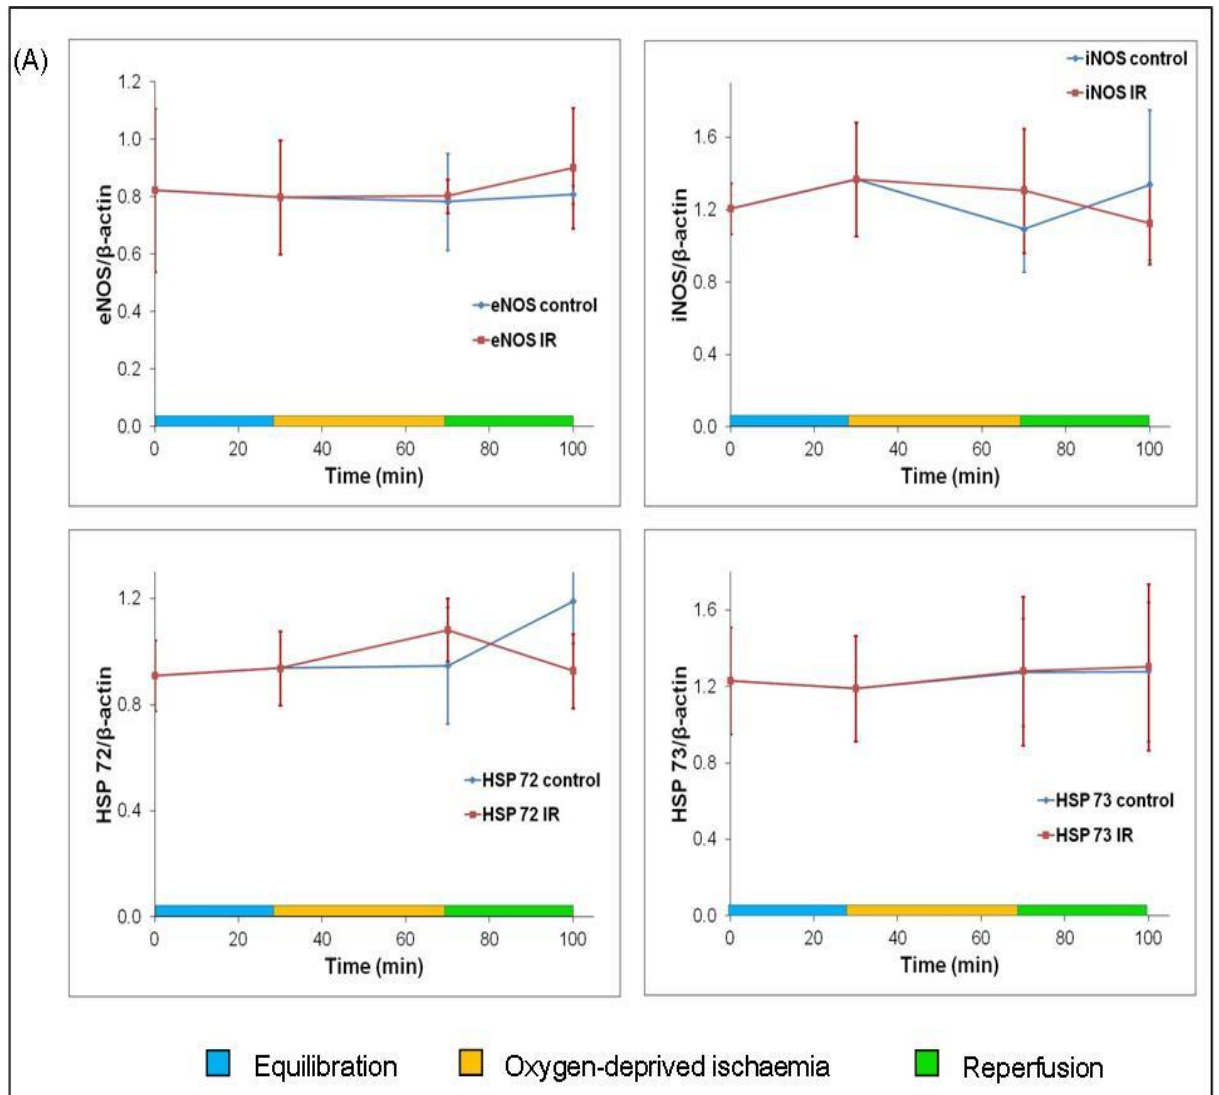 (A)
1.2
1.0
0.8
0.6
0.4
0.2
0.0
eNOS/β-actin
eNOS control
eNOS IR
0 20 40 60 80 100
Time (min)
iNOS control
iNOS IR
1.6
1.2
0.8
0.4
0.0
iNOS/β-actin
0 20 40 60 80 100
Time (min)
1.2
0.8
0.4
0.0
HSP 72/β-actin
HSP 72 control
HSP 72 IR
0 20 40 60 80 100
Time (min)
1.6
1.2
0.8
0.4
0.0
HSP 73/β-actin
HSP 73 control
HSP 73 IR
0 20 40 60 80 100
Time (min)
Equilibration Oxygen-deprived ischaemia Reperfusion